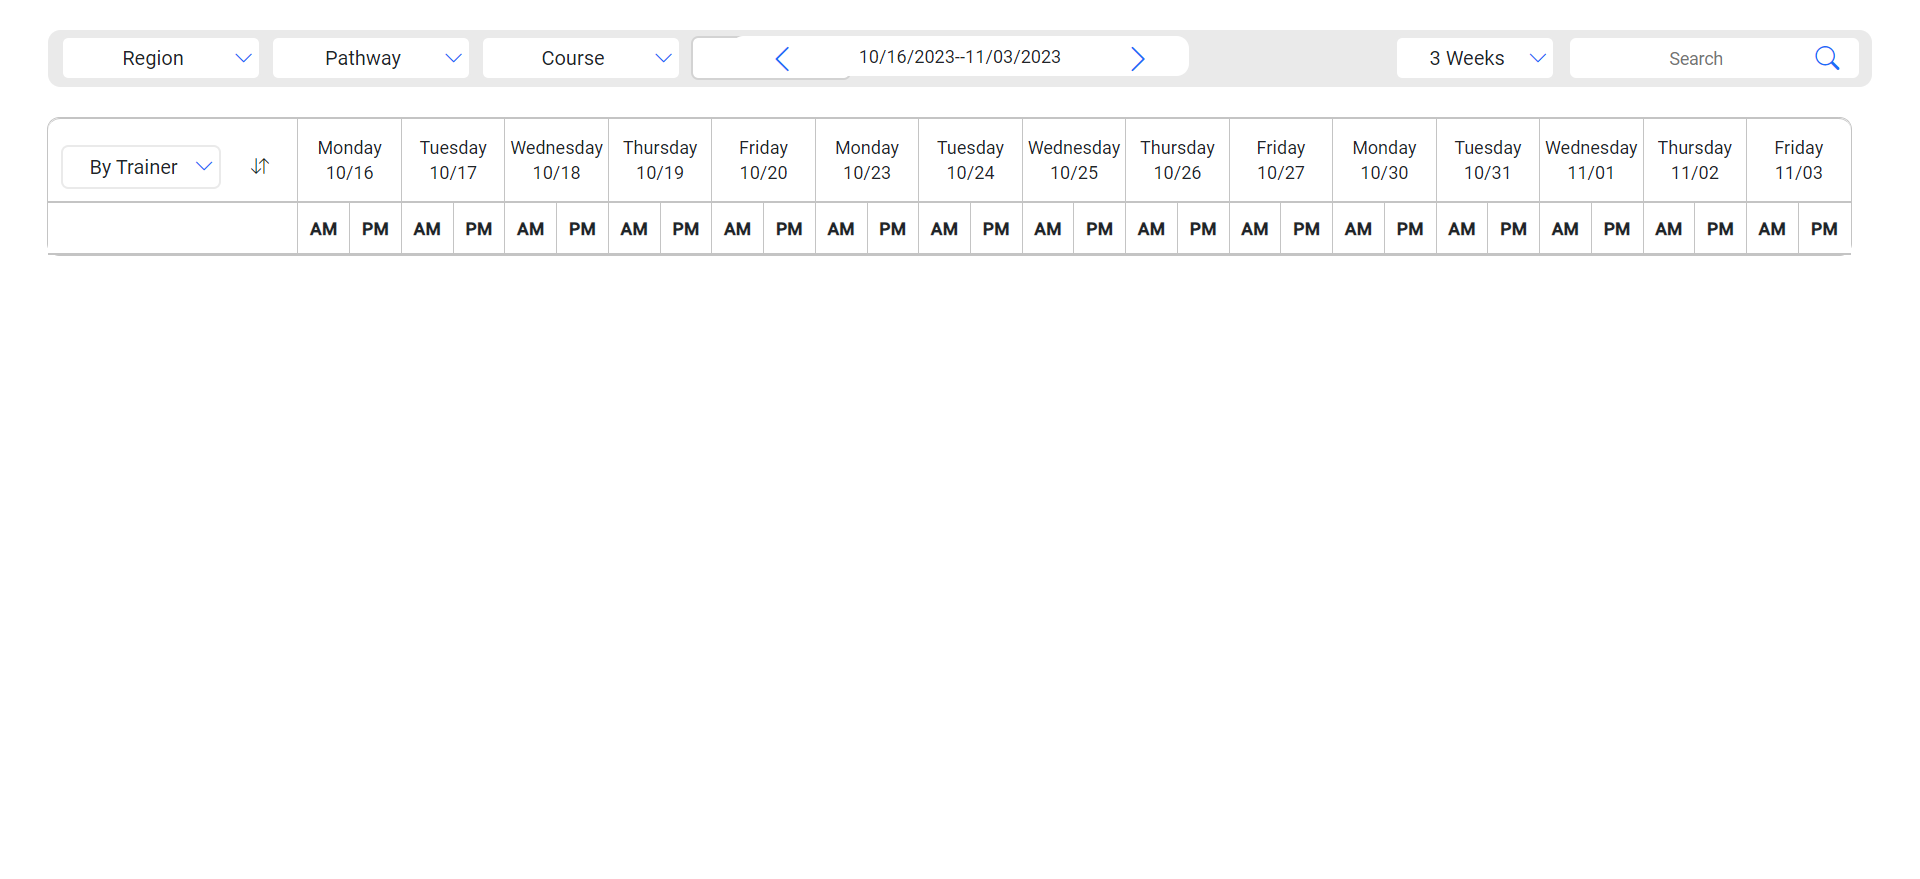 Region Pathway Course 10/16/2023--11/03/2023 3 Weeks Search
By Trainer Monday Tuesday Wednesday Thursday Friday Monday Tuesday Wednesday Thursday Friday Monday Tuesday Wednesday Thursday Friday
10/16 10/17 10/18 10/19 10/20 10/23 10/24 10/25 10/26 10/27 10/30 10/31 11/01 11/02 11/03
AM PM AM PM AM PM AM PM AM PM AM PM AM PM AM PM AM PM AM PM AM PM AM PM AM PM AM PM AM PM